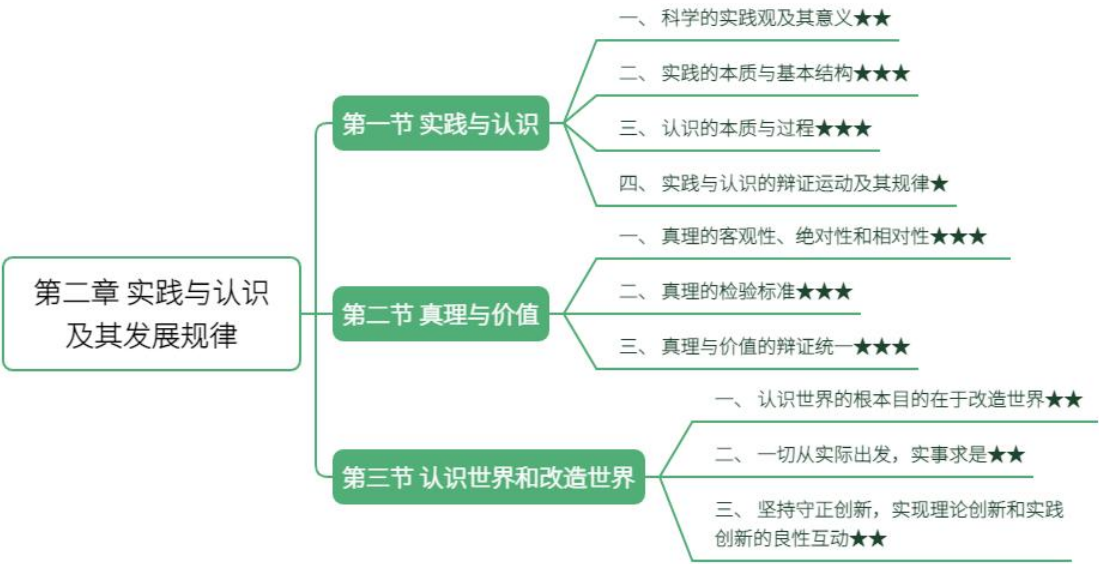 第二章 实践与认识
及其发展规律
第一节 实践与认识
一、 科学的实践观及其意义★★
二、 实践的本质与基本结构★★★
三、 认识的本质与过程★★★
四、 实践与认识的辩证运动及其规律★
第二节 真理与价值
一、 真理的客观性、绝对性和相对性★★★
二、 真理的检验标准★★★
三、 真理与价值的辩证统一★★★
第三节 认识世界和改造世界
一、 认识世界的根本目的在于改造世界★★
二、 一切从实际出发，实事求是★★
三、 坚持守正创新，实现理论创新和实践
创新的良性互动★★